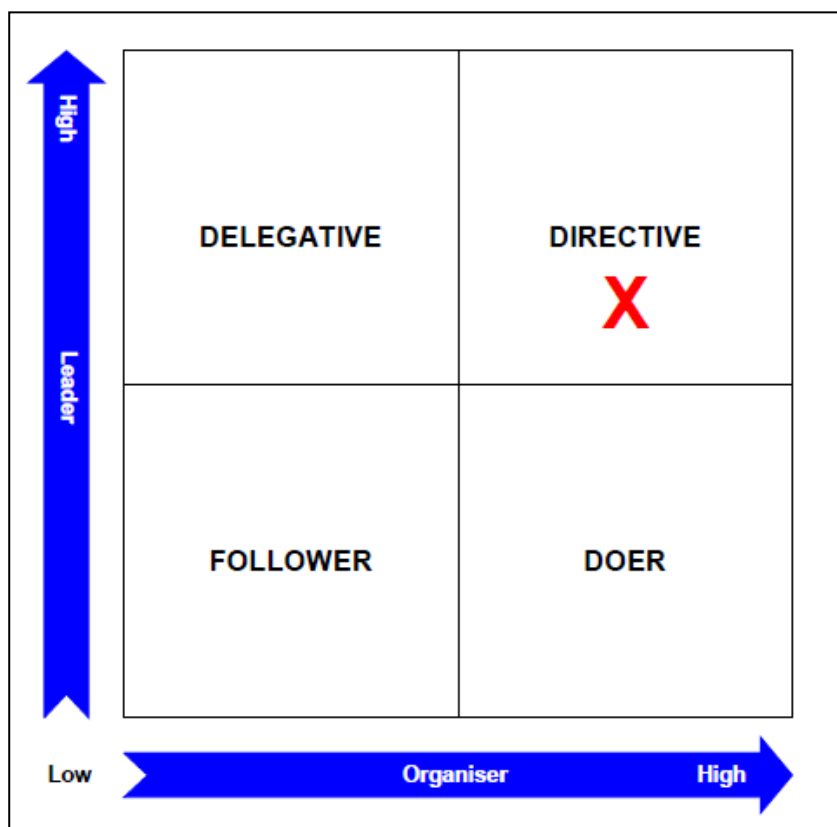 High
DELEGATIVE
DIRECTIVE
X
Leader
FOLLOWER
DOER
Low
Organiser
High